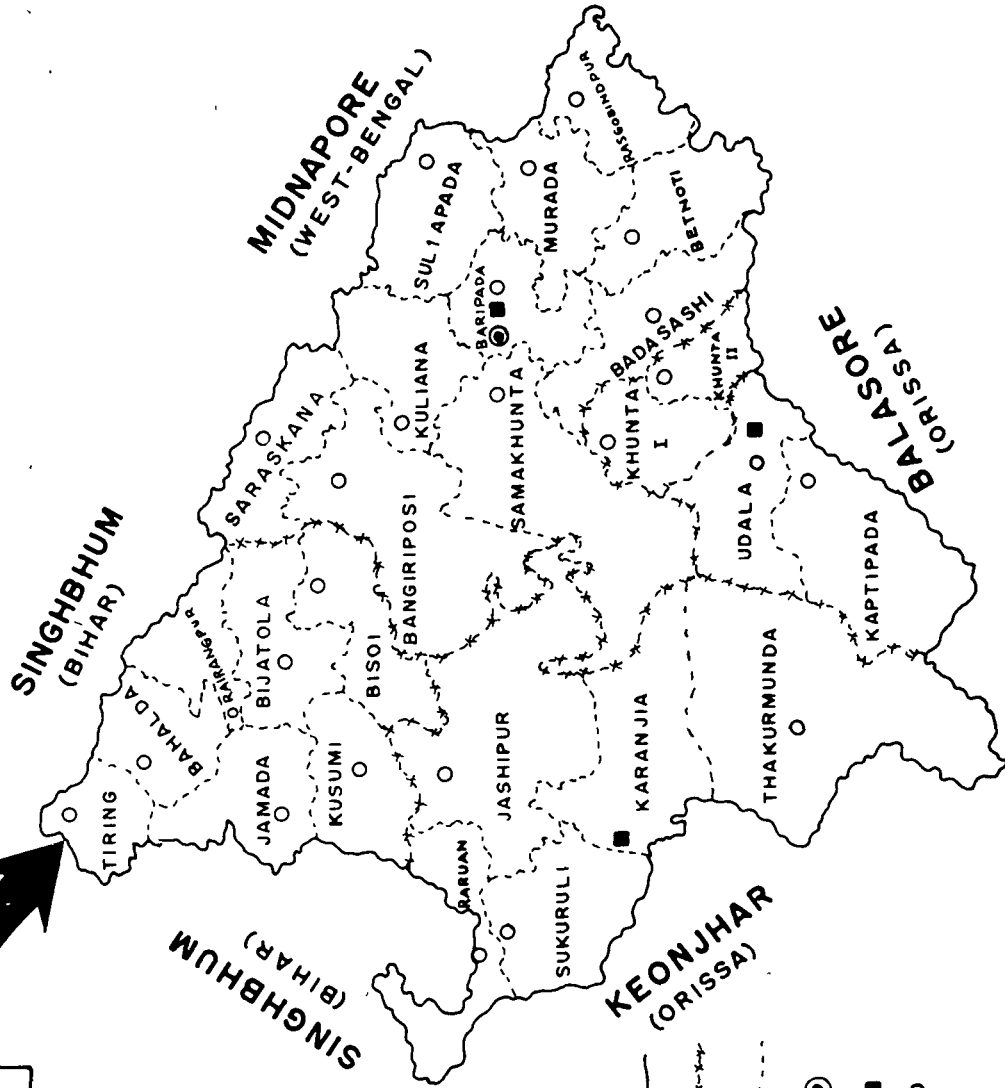 MIDNAPORE
(WEST-BENGAL)
SINGHBHUM
(BIHAR)
SINGHBHUM
(BIHAR)
KEONJHAR
(ORISSA)
BALASORE
(ORISSA)
RASGOBINDPUR
SULIAPADA
MURADA
BETNOTI
BARIPADA
BADASASHI
KHUNTA
II
KULIANA
SARASKANA
SAMAKHUNTA
KHUNTA
I
BANGIRIPOSI
UDALA
KAPTIPADA
RAIRANGPUR
BIJATOLA
BISOI
BAHALDA
TIRING
JAMADA
KUSUMI
JASHIPUR
KARANJIA
THAKURMUNDA
RARUAN
SUKURULI